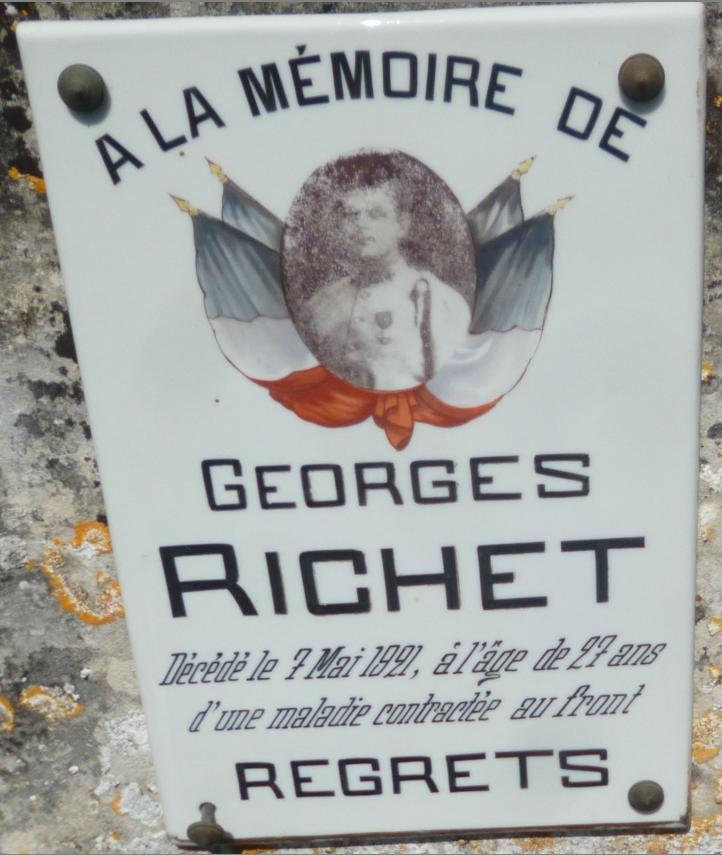 A LA MÉMOIRE DE
GEORGES
RICHET
Décédé le 7 Mai 1921, à l'âge de 27 ans
d'une maladie contractée au front
REGRETS